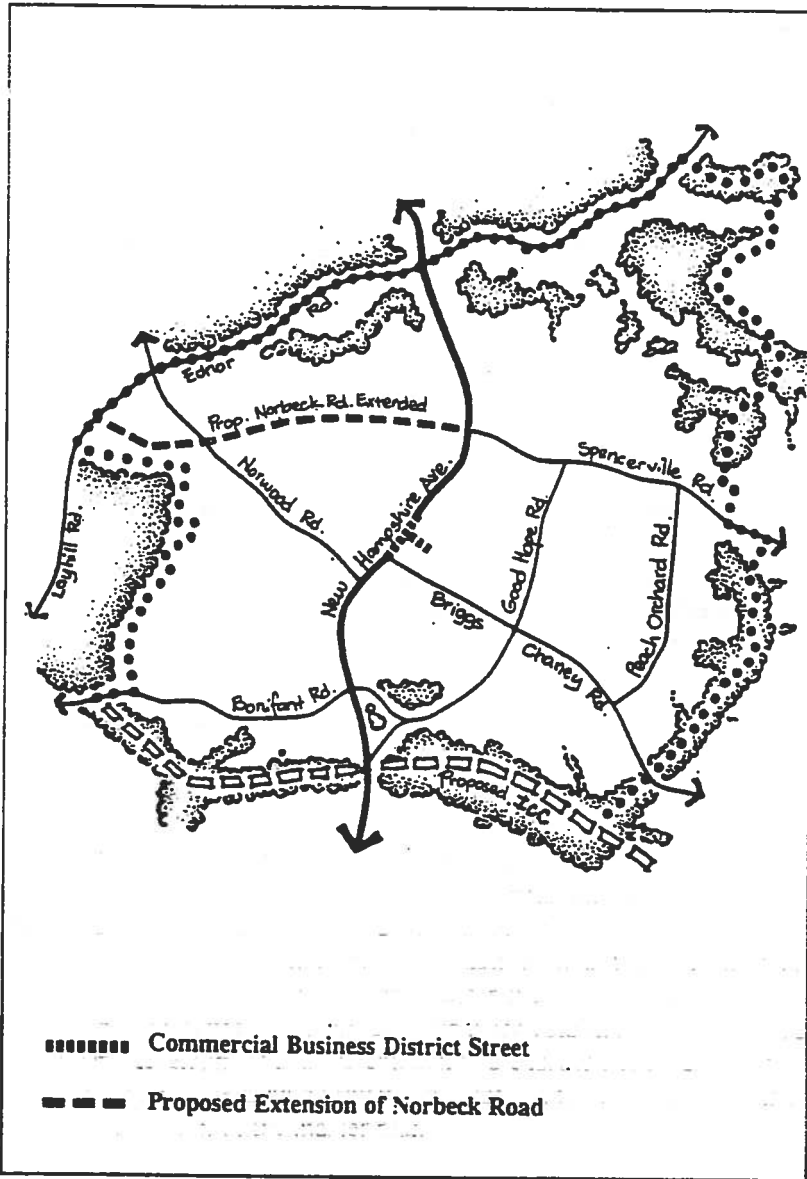 Ednor Rd.
Prop. Norbeck Rd. Extended
Norwood Rd.
Spencerville Rd.
New Hampshire Ave.
Layhill Rd.
Good Hope Rd.
Peach Orchard Rd.
Briggs Chaney Rd.
Bonifant Rd.
Proposed ICC
Commercial Business District Street
Proposed Extension of Norbeck Road